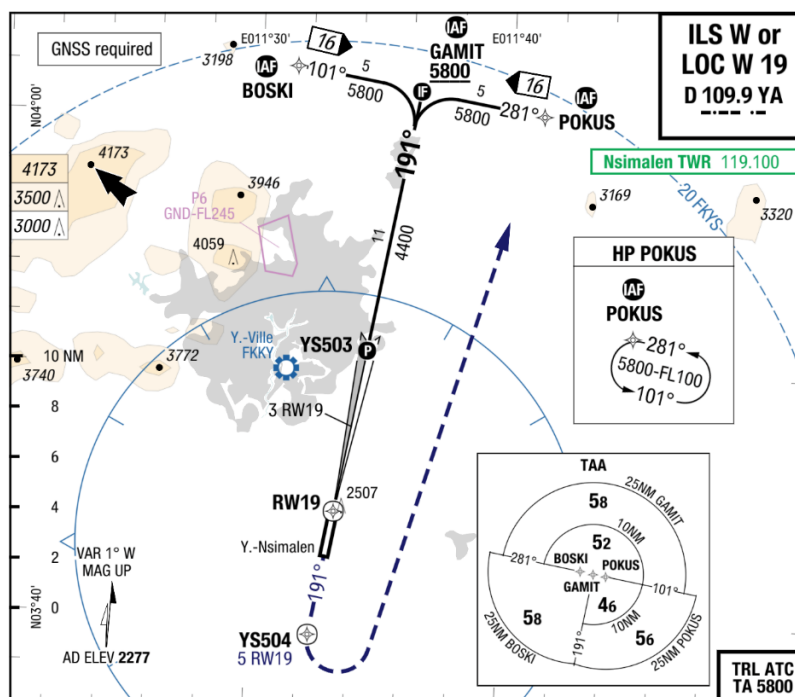 GNSS required
3198
E011°30'
16
IAF
GAMIT
5800
E011°40'
ILS W or
LOC W 19
D 109.9 YA
IAF
BOSKI
101°
5
5800
IF
16
5
5800
281°
IAF
POKUS
N04°00'
191°
Nsimalen TWR 119.100
4173
4173
3500
3000
3946
P6
GND-FL245
4059
11
4400
3169
3320
20 FKYS
HP POKUS
IAF
POKUS
281°
5800-FL100
101°
10 NM
3740
3772
Y.-Ville
FKKY
YS503
P
8
6
3 RW19
4
RW19
2507
2
Y.-Nsimalen
VAR 1° W
MAG UP
0
N03°40'
191°
AD ELEV 2277
YS504
5 RW19
TAA
58
25NM GAMIT
10NM
52
281°
BOSKI
POKUS
GAMIT
101°
46
58
191°
10NM
56
25NM BOSKI
25NM POKUS
TRL ATC
TA 5800